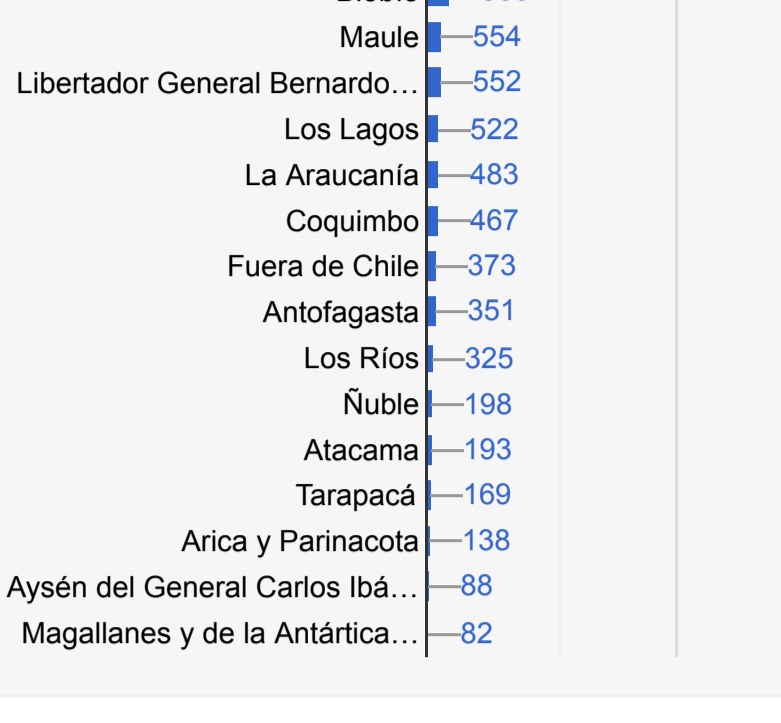 Maule 554
Libertador General Bernardo… 552
Los Lagos 522
La Araucanía 483
Coquimbo 467
Fuera de Chile 373
Antofagasta 351
Los Ríos 325
Ñuble 198
Atacama 193
Tarapacá 169
Arica y Parinacota 138
Aysén del General Carlos Ibá… 88
Magallanes y de la Antártica… 82